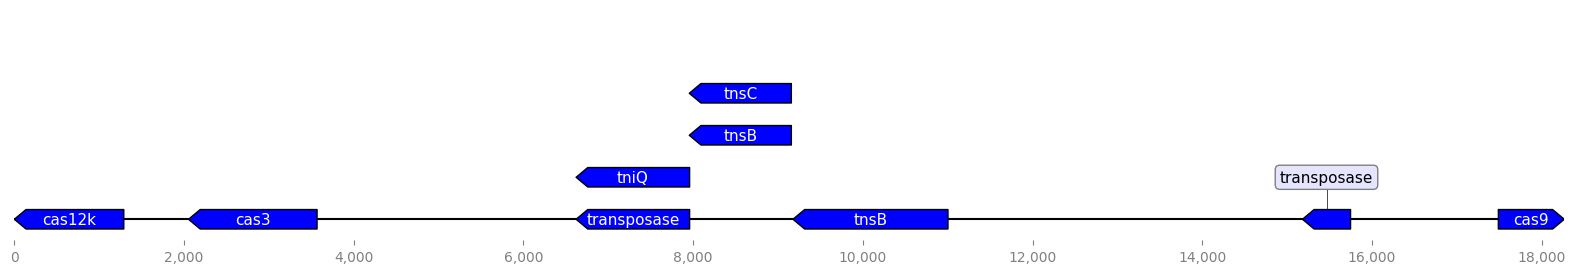 tnsC
tnsB
tniQ
transposase
cas12k cas3 transposase tnsB cas9
0 2,000 4,000 6,000 8,000 10,000 12,000 14,000 16,000 18,000